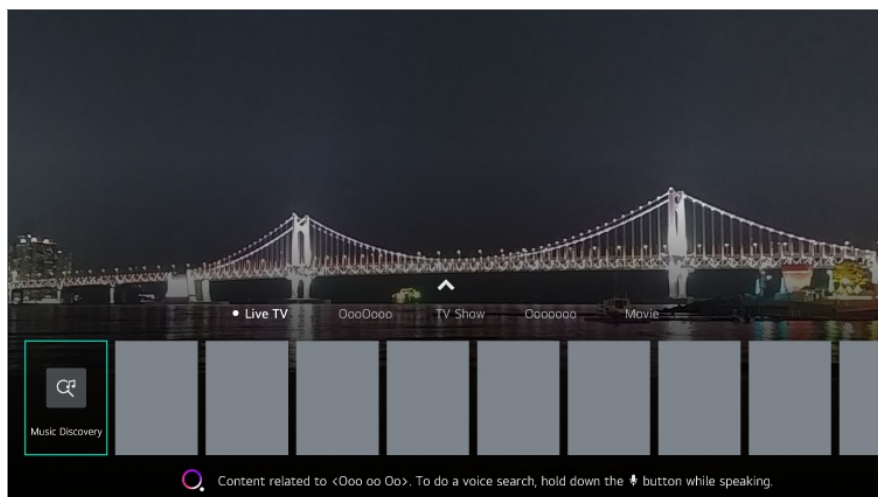 Live TV
OooOooo
TV Show
Ooooooo
Movie
Music Discovery
Content related to <Ooo oo Oo>. To do a voice search, hold down the button while speaking.